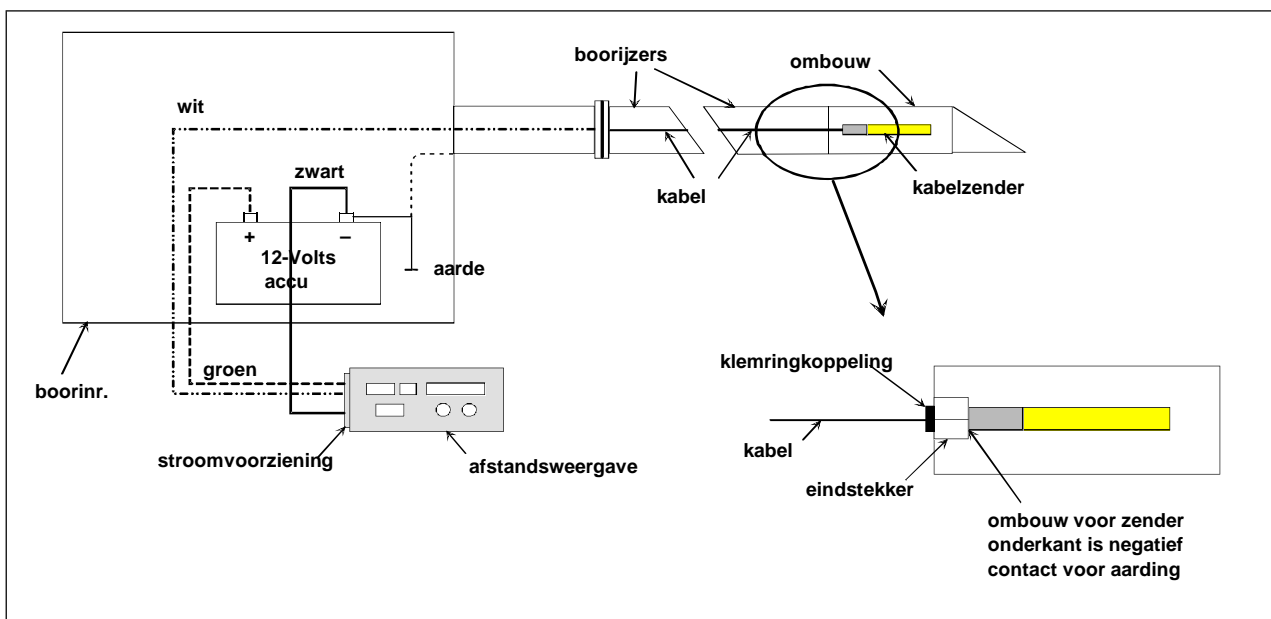 boorijzers
ombouw
wit
zwart
kabel
kabelzender
+
–
12-Volts
accu
aarde
klemringkoppeling
groen
boorinr.
kabel
stroomvoorziening
afstandsweergave
eindstekker
ombouw voor zender
onderkant is negatief
contact voor aarding